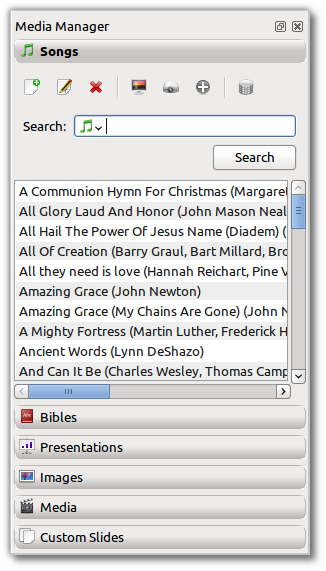 Media Manager
Songs
Search:
Search
A Communion Hymn For Christmas (Margaret
All Glory Laud And Honor (John Mason Neal
All Hail The Power Of Jesus Name (Diadem) (
All Of Creation (Barry Graul, Bart Millard, Bro
All they need is love (Hannah Reichart, Pine V
Amazing Grace (John Newton)
Amazing Grace (My Chains Are Gone) (John N
A Mighty Fortress (Martin Luther, Frederick H
Ancient Words (Lynn DeShazo)
And Can It Be (Charles Wesley, Thomas Camp
Bibles
Presentations
Images
Media
Custom Slides